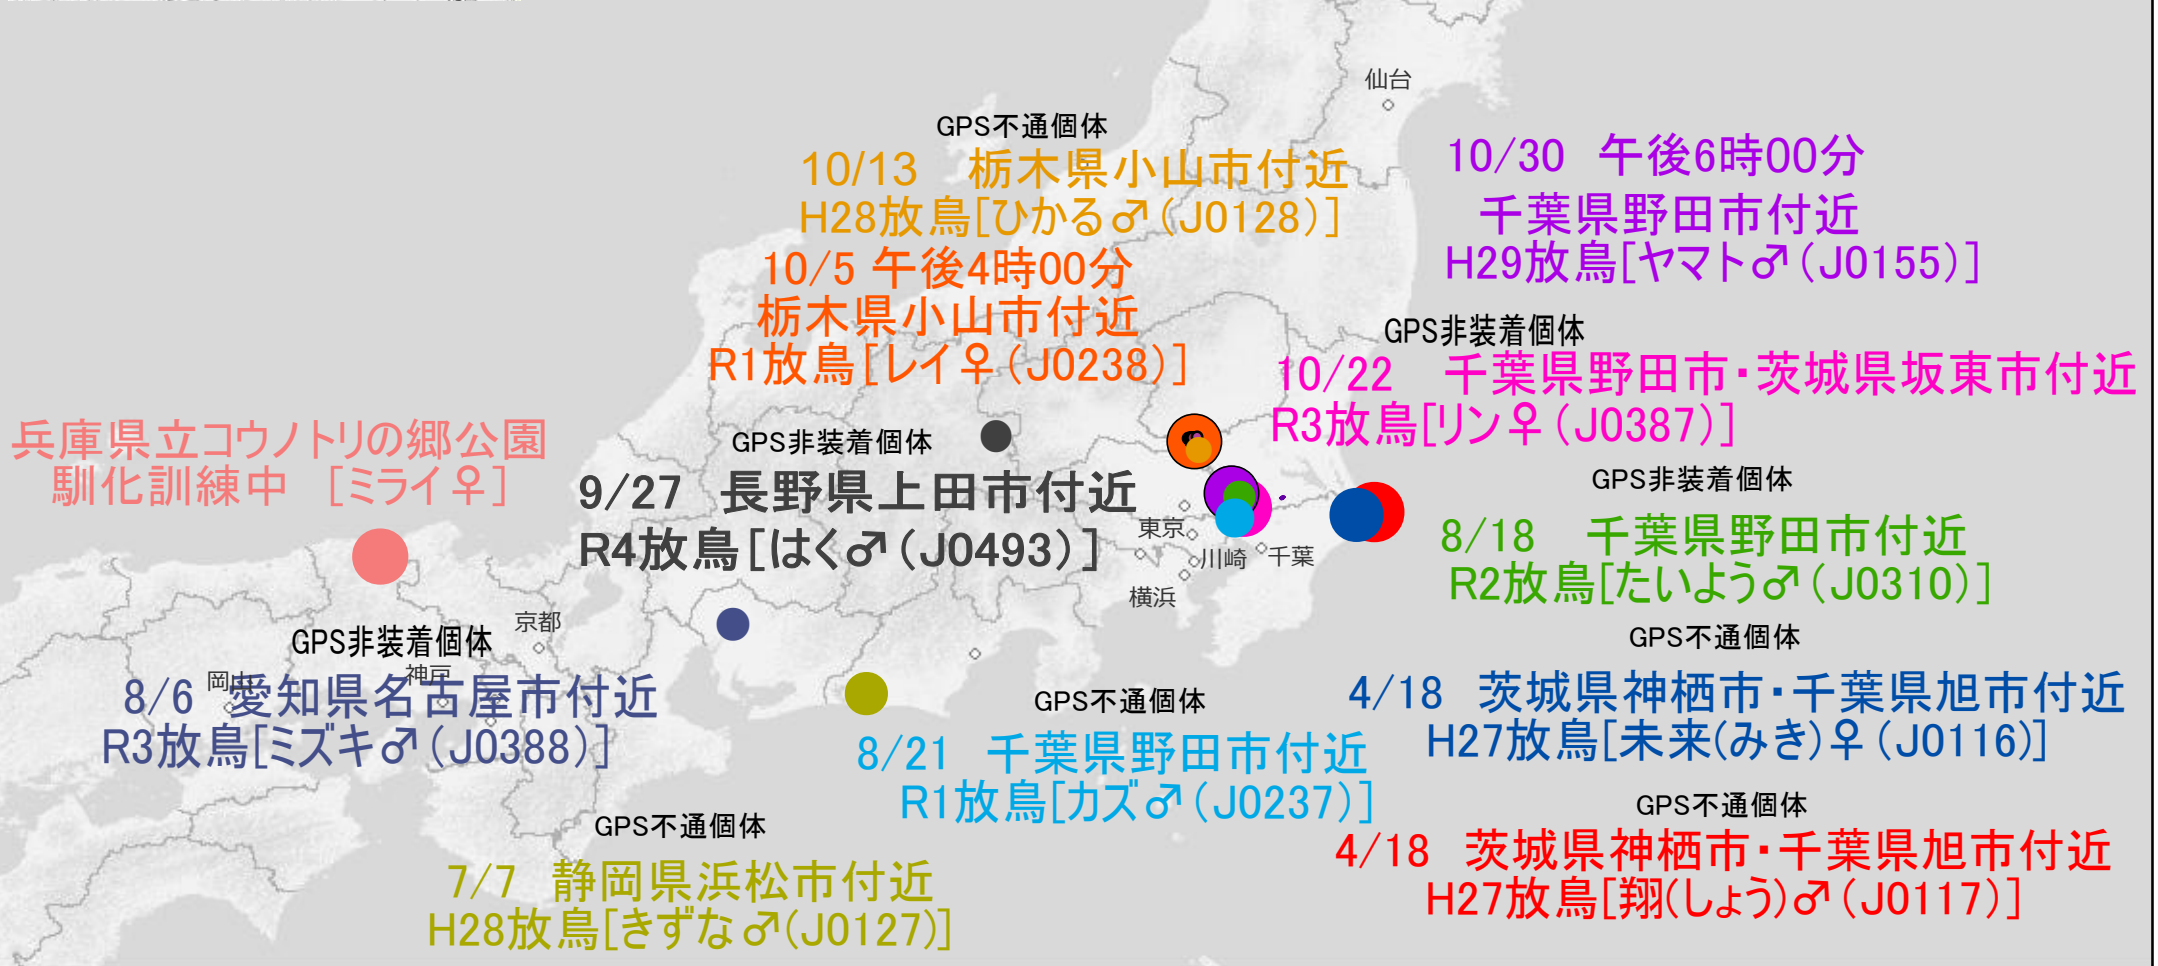 仙台
GPS不通個体
10/13　栃木県小山市付近
H28放鳥[ひかる♂（J0128）]
10/30　午後6時00分
千葉県野田市付近
H29放鳥[ヤマト♂（J0155）]
10/5 午後4時00分
栃木県小山市付近
R1放鳥[レイ♀（J0238）]
GPS非装着個体
10/22　千葉県野田市・茨城県坂東市付近
R3放鳥[リン♀（J0387）]
兵庫県立コウノトリの郷公園
馴化訓練中　［ミライ♀］
GPS非装着個体
9/27　長野県上田市付近
R4放鳥[はく♂（J0493）]
東京
川崎
千葉
横浜
GPS非装着個体
8/18　千葉県野田市付近
R2放鳥[たいよう♂（J0310）]
京都
GPS非装着個体
岡山
神戸
8/6　愛知県名古屋市付近
R3放鳥[ミズキ♂（J0388）]
GPS不通個体
8/21　千葉県野田市付近
R1放鳥[カズ♂（J0237）]
GPS不通個体
4/18　茨城県神栖市・千葉県旭市付近
H27放鳥[未来(みき)♀（J0116)]
GPS不通個体
7/7　静岡県浜松市付近
H28放鳥[きずな♂(J0127)]
GPS不通個体
4/18　茨城県神栖市・千葉県旭市付近
H27放鳥[翔(しょう)♂（J0117）]